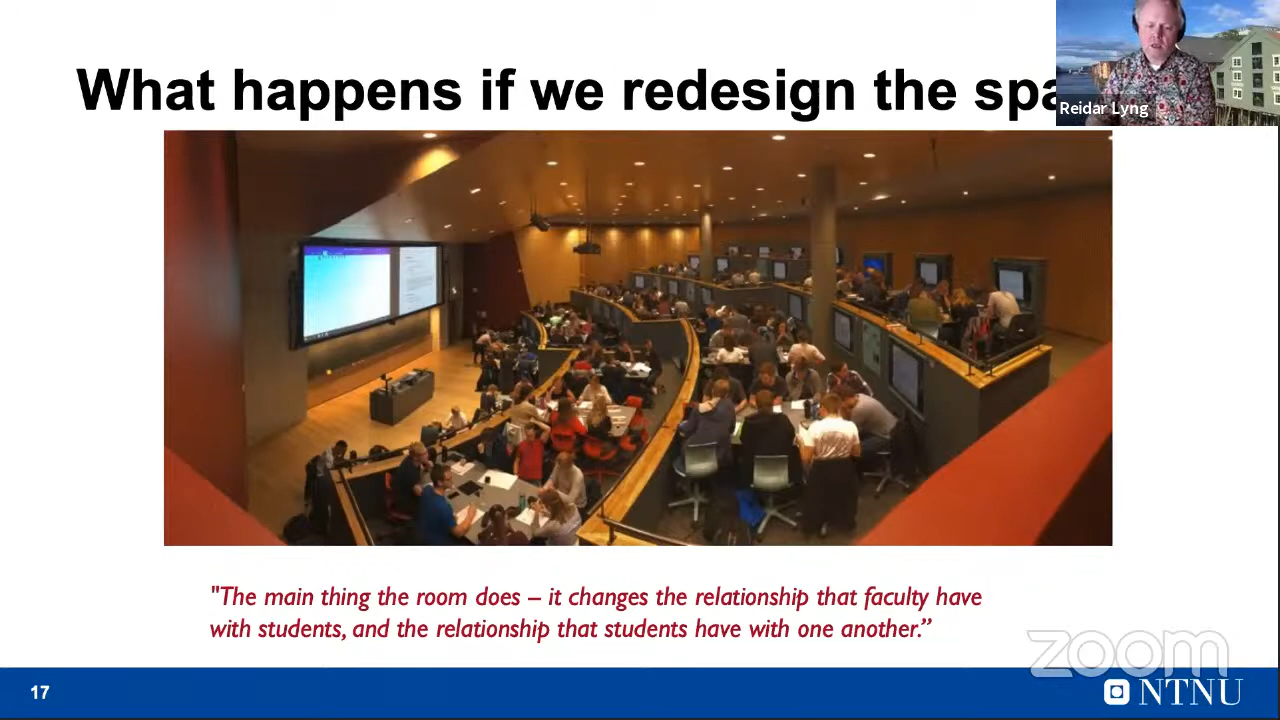 What happens if we redesign the spa
Reidar Lyng
"The main thing the room does – it changes the relationship that faculty have
with students, and the relationship that students have with one another.”
zoom
17
NTNU